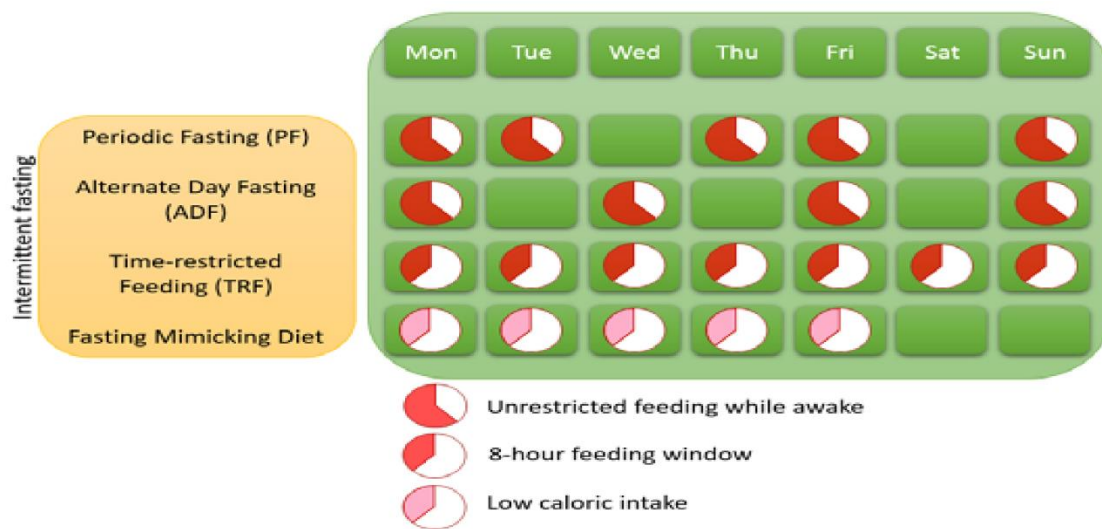 Mon Tue Wed Thu Fri Sat Sun
Intermittent fasting
Periodic Fasting (PF)
Alternate Day Fasting
(ADF)
Time-restricted
Feeding (TRF)
Fasting Mimicking Diet
Unrestricted feeding while awake
8-hour feeding window
Low caloric intake